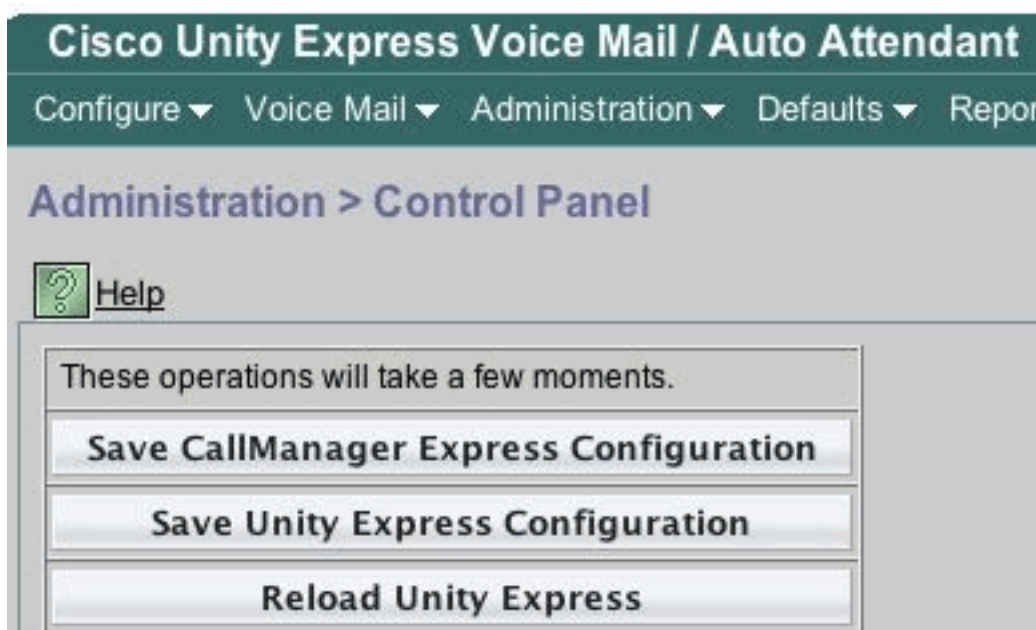 Cisco Unity Express Voice Mail / Auto Attendant
Configure Voice Mail Administration Defaults Repor
Administration > Control Panel
Help
These operations will take a few moments.
Save CallManager Express Configuration
Save Unity Express Configuration
Reload Unity Express